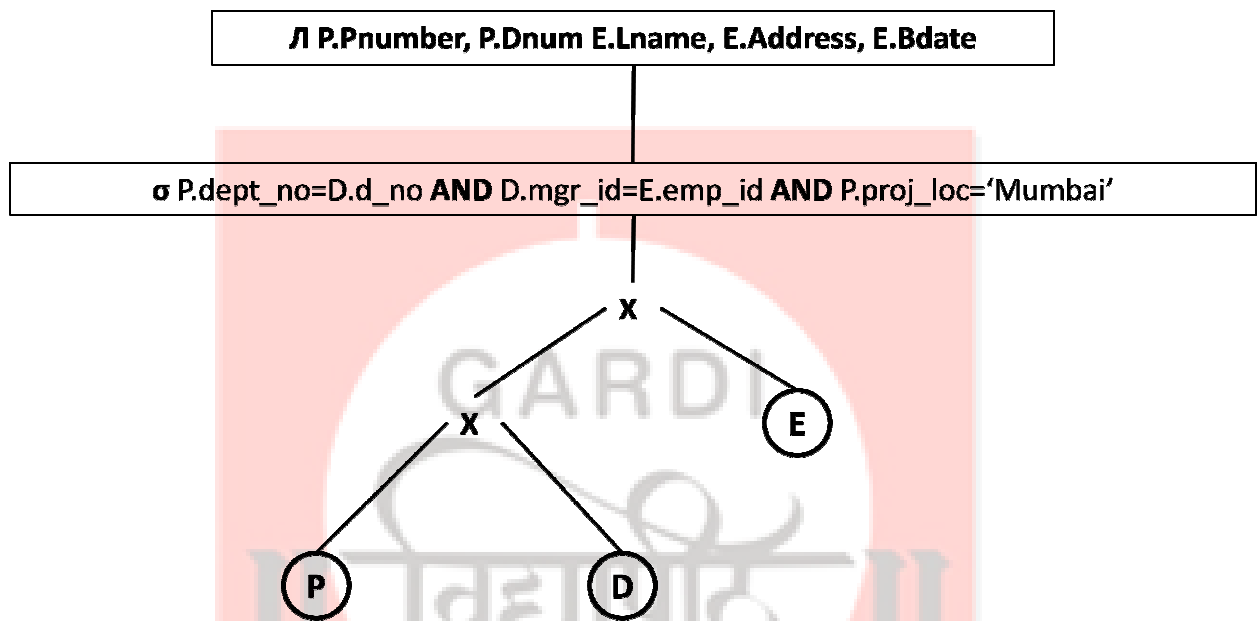 Л P.Pnumber, P.Dnum E.Lname, E.Address, E.Bdate
σ P.dept_no=D.d_no AND D.mgr_id=E.emp_id AND P.proj_loc=‘Mumbai’
X
GARDI
X
E
P
D